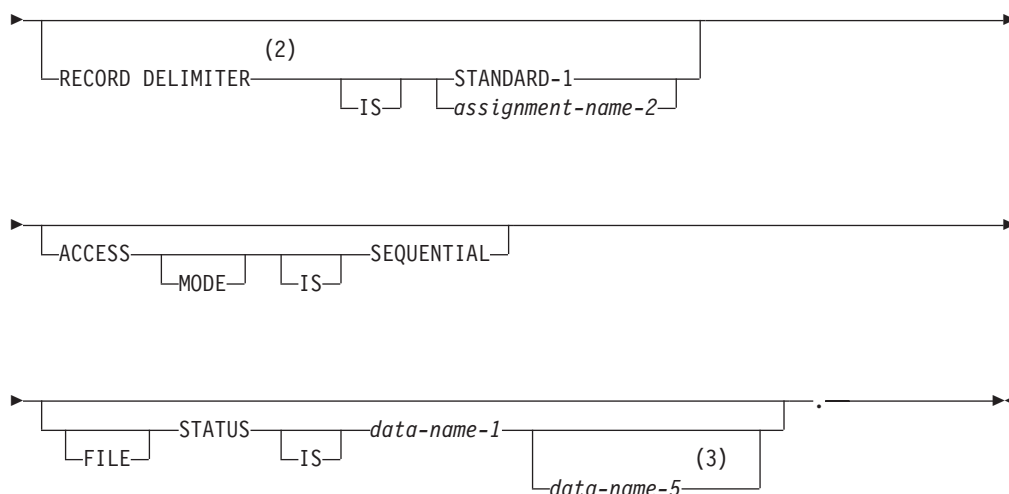 (2)
RECORD DELIMITER STANDARD-1
IS assignment-name-2
ACCESS SEQUENTIAL
MODE IS
STATUS data-name-1 .
FILE IS (3)
data-name-5